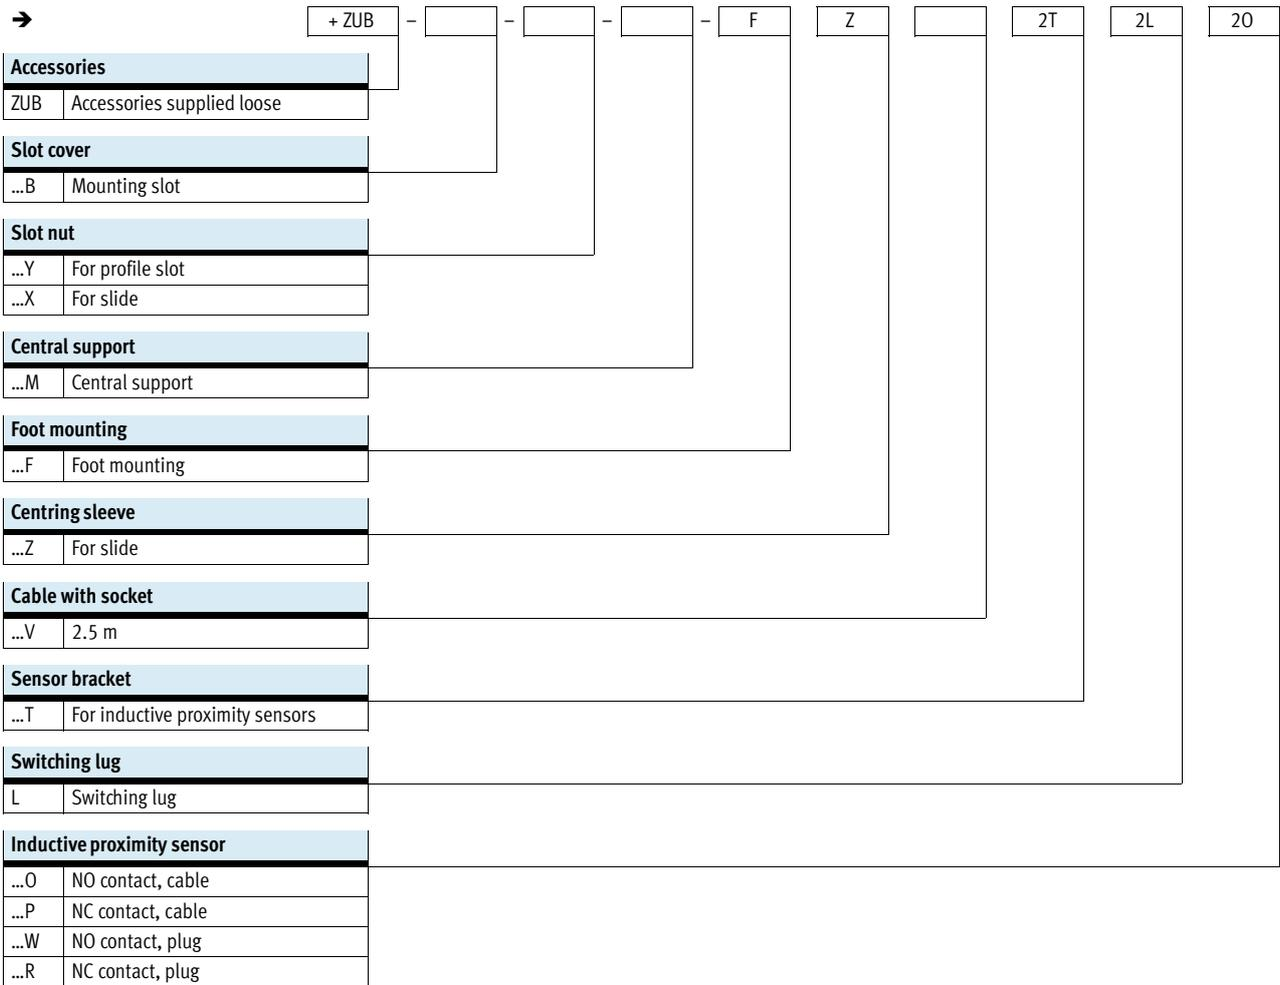 ➔ + ZUB – – – – F Z 2T 2L 2O
Accessories
ZUB Accessories supplied loose
Slot cover
...B Mounting slot
Slot nut
...Y For profile slot
...X For slide
Central support
...M Central support
Foot mounting
...F Foot mounting
Centring sleeve
...Z For slide
Cable with socket
...V 2.5 m
Sensor bracket
...T For inductive proximity sensors
Switching lug
L Switching lug
Inductive proximity sensor
...O NO contact, cable
...P NC contact, cable
...W NO contact, plug
...R NC contact, plug